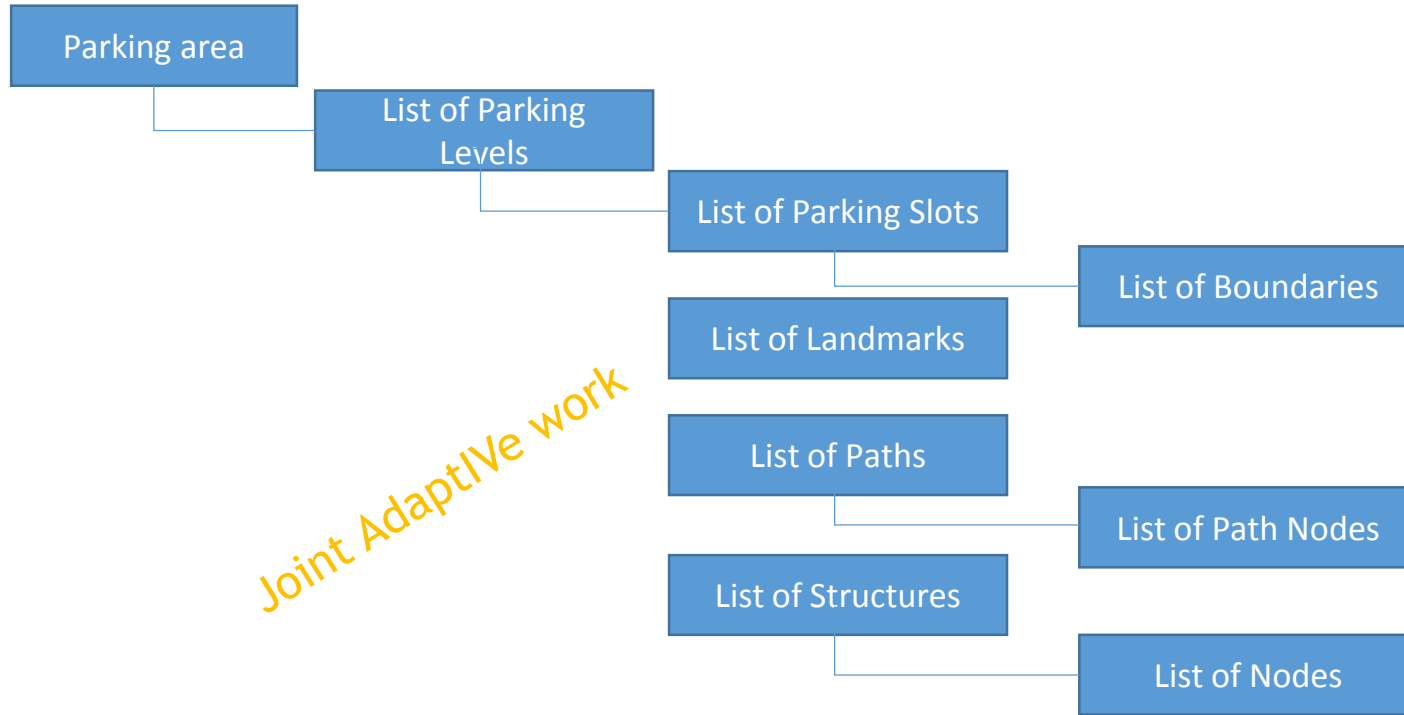 Parking area
List of Parking
Levels
List of Parking Slots
List of Boundaries
List of Landmarks
Joint AdaptIVe work
List of Paths
List of Path Nodes
List of Structures
List of Nodes